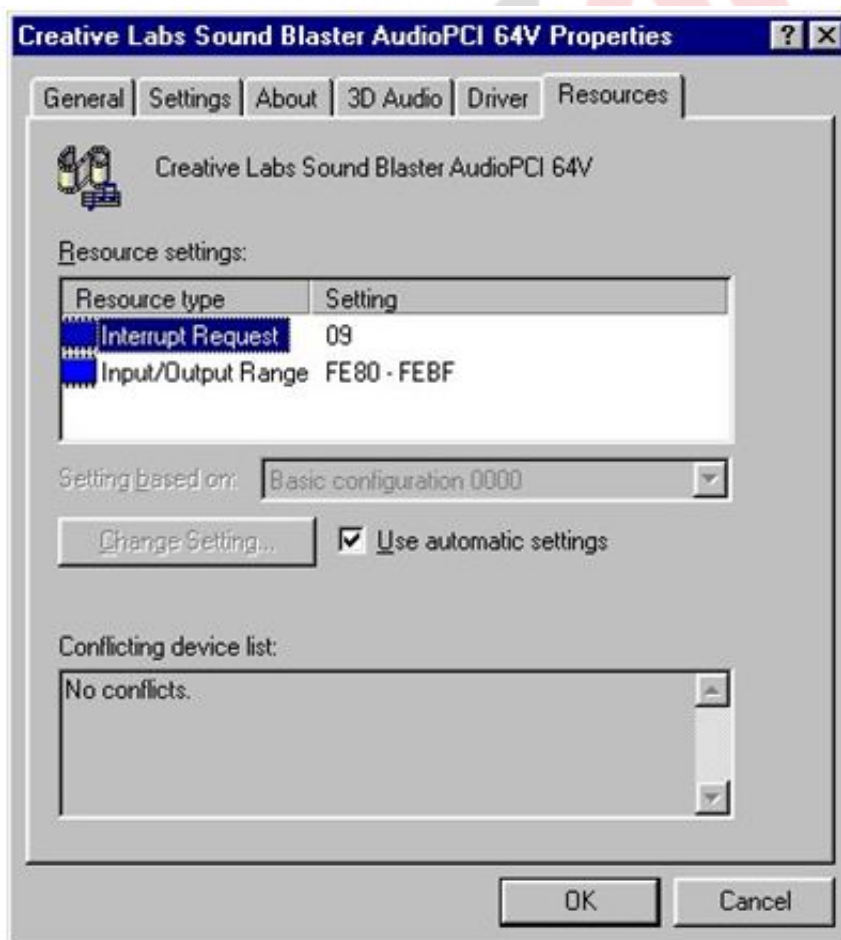 Creative Labs Sound Blaster AudioPCI 64V Properties
General Settings About 3D Audio Driver Resources
Creative Labs Sound Blaster AudioPCI 64V
Resource settings:
Resource type Setting
Interrupt Request 09
Input/Output Range FE80 - FEBF
Setting based on: Basic configuration 0000
Change Setting... Use automatic settings
Conflicting device list:
No conflicts.
OK Cancel